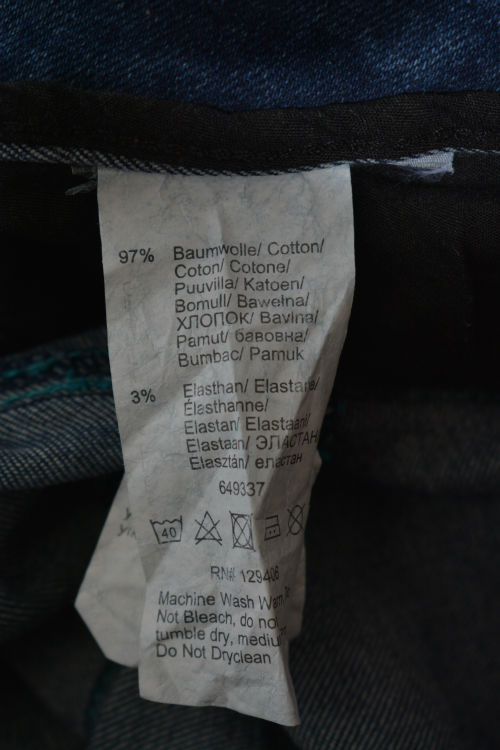 97% Baumwolle/ Cotton/
Coton/ Cotone/
Puuvilla/ Katoen/
Bomull/ Bawełna/
ХЛОПОК/ Bavlna/
Pamut/ бавовна/
Bumbac/ Pamuk
3% Elasthan/ Elastane/
Élasthanne/
Elastan/ Elastaani/
Elastaan/ ЭЛАСТАН
Elasztán/ еластан
649337
40
RN# 129406
Machine Wash Warm
Not Bleach, do not
tumble dry, medium
Do Not Dryclean